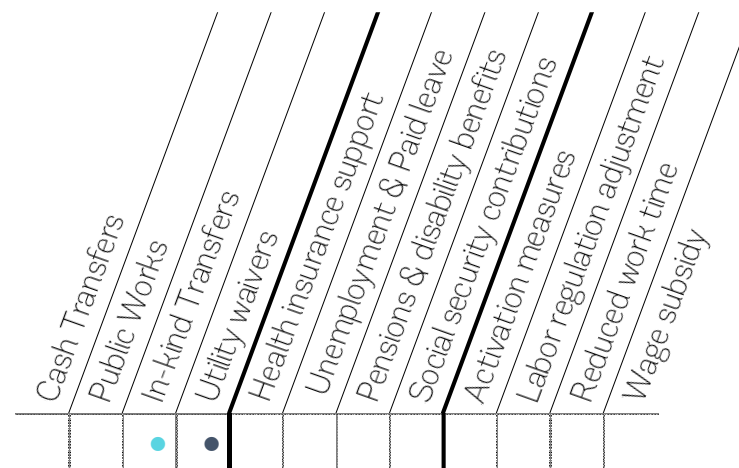 Cash Transfers
Public Works
In-kind Transfers
Utility waivers
Health insurance support
Unemployment & Paid leave
Pensions & disability benefits
Social security contributions
Activation measures
Labor regulation adjustment
Reduced work time
Wage subsidy